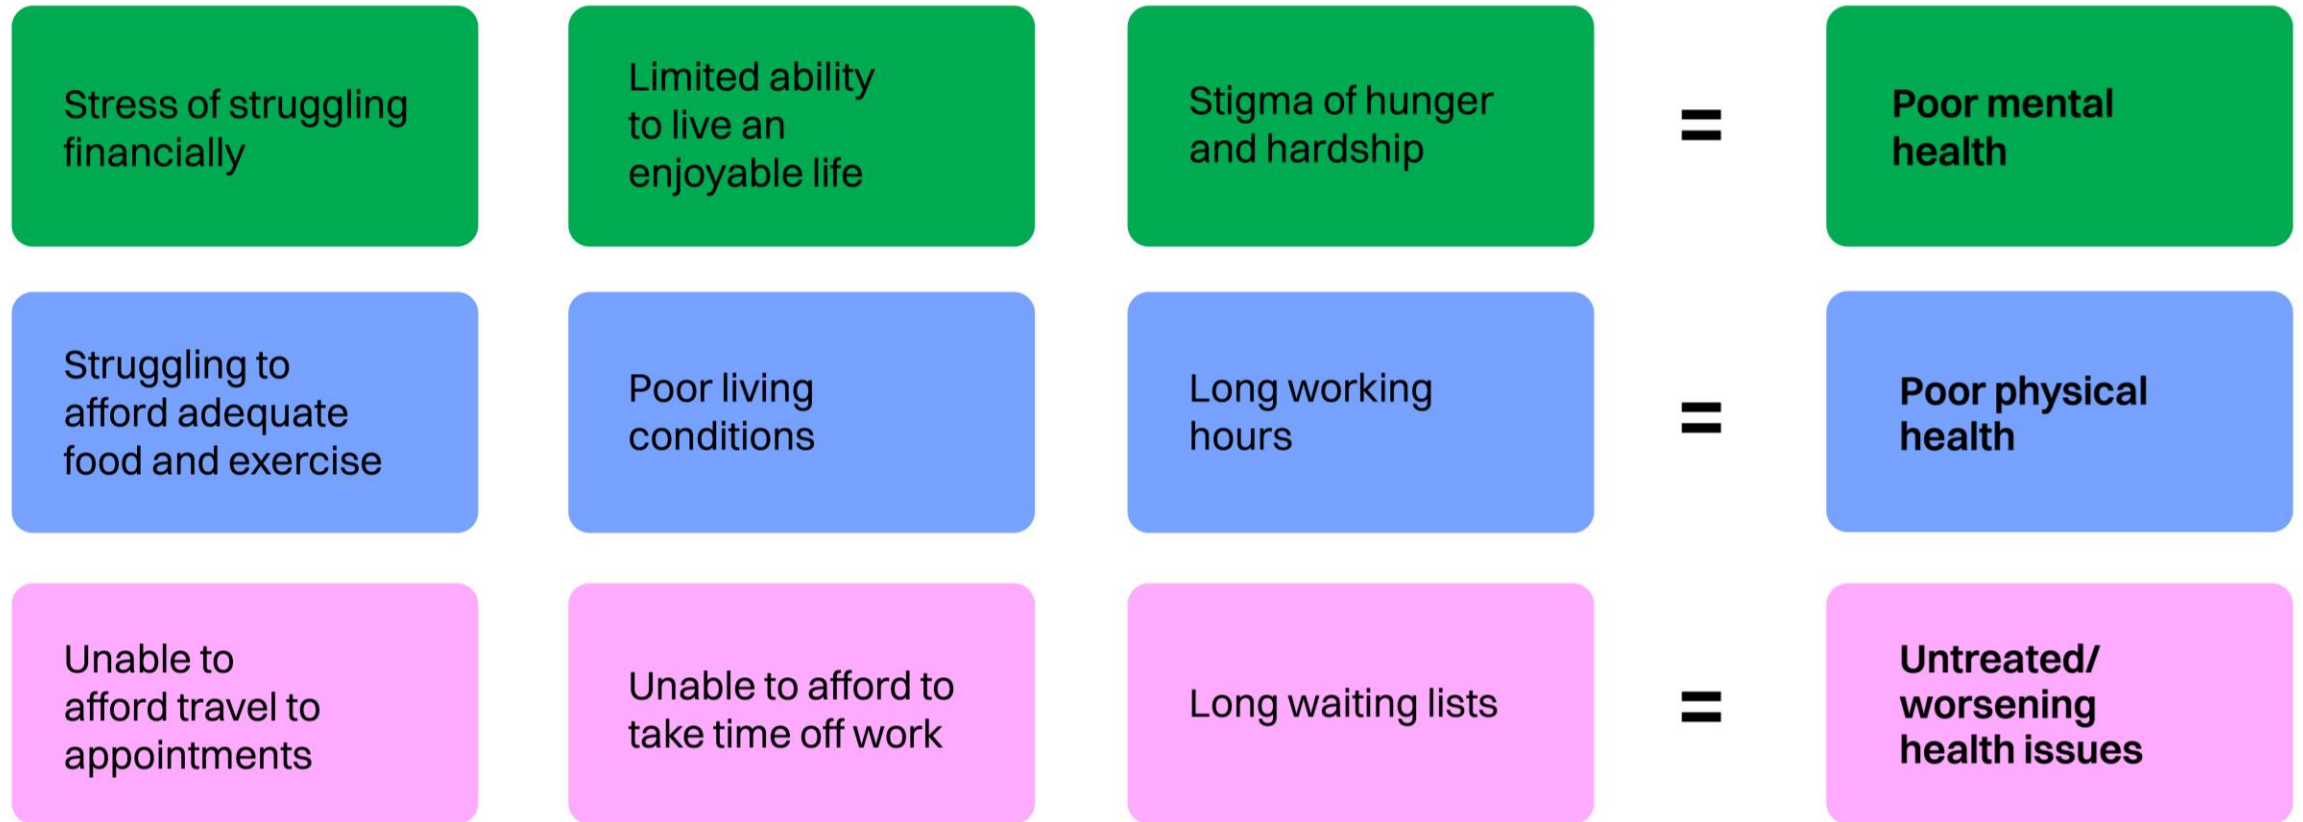 Stress of struggling
financially
Limited ability
to live an
enjoyable life
Stigma of hunger
and hardship
=
Poor mental
health
Struggling to
afford adequate
food and exercise
Poor living
conditions
Long working
hours
=
Poor physical
health
Unable to
afford travel to
appointments
Unable to afford to
take time off work
Long waiting lists
=
Untreated/
worsening
health issues